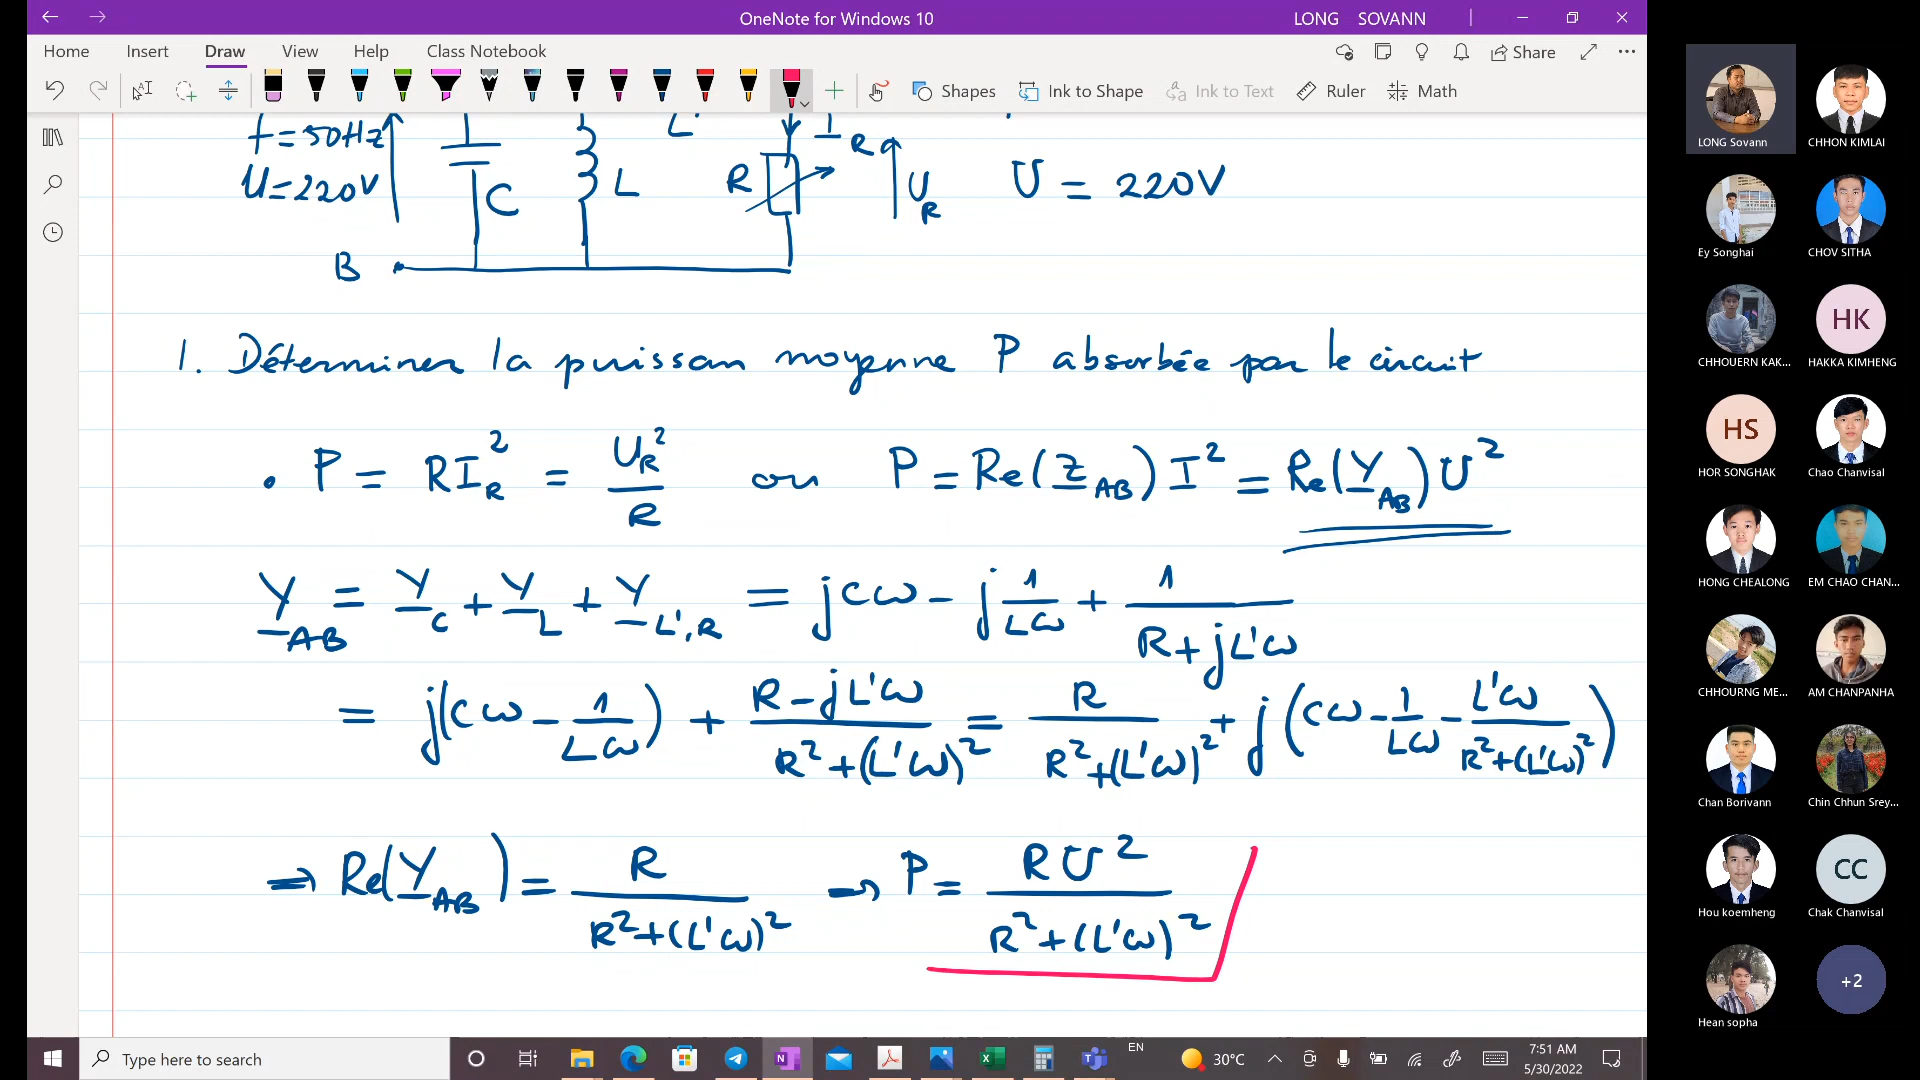 OneNote for Windows 10
LONG SOVANN
Home Insert Draw View Help Class Notebook
Share
Shapes Ink to Shape Ink to Text Ruler Math
f = 50Hz
U = 220V
C
L
L'
R
I_R
U_R
U = 220V
B
1. Déterminer la puissan moyenne P absorbée par le circuit
• P = RI_R^2 = U_R^2/R ou P = Re(Z_AB) I^2 = Re(Y_AB) U^2
Y_AB = Y_C + Y_L + Y_L',R = jCω - j 1/Lω + 1/(R + jL'ω)
= j(Cω - 1/Lω) + (R - jL'ω)/(R^2 + (L'ω)^2) = R/(R^2 + (L'ω)^2) + j(Cω - 1/Lω - L'ω/(R^2 + (L'ω)^2))
⇒ Re(Y_AB) = R/(R^2 + (L'ω)^2) → P = RU^2/(R^2 + (L'ω)^2)
LONG Sovann
CHHON KIMLAI
Ey Songhai
CHOV SITHA
CHHOUERN KAK...
HK
HAKKA KIMHENG
HS
HOR SONGHAK
Chao Chanvisal
HONG CHEALONG
EM CHAO CHAN...
CHHOURNG ME...
AM CHANPANHA
Chan Borivann
Chin Chhun Srey...
Hou koemheng
CC
Chak Chanvisal
Hean sopha
+2
Type here to search
EN
30°C
7:51 AM
5/30/2022